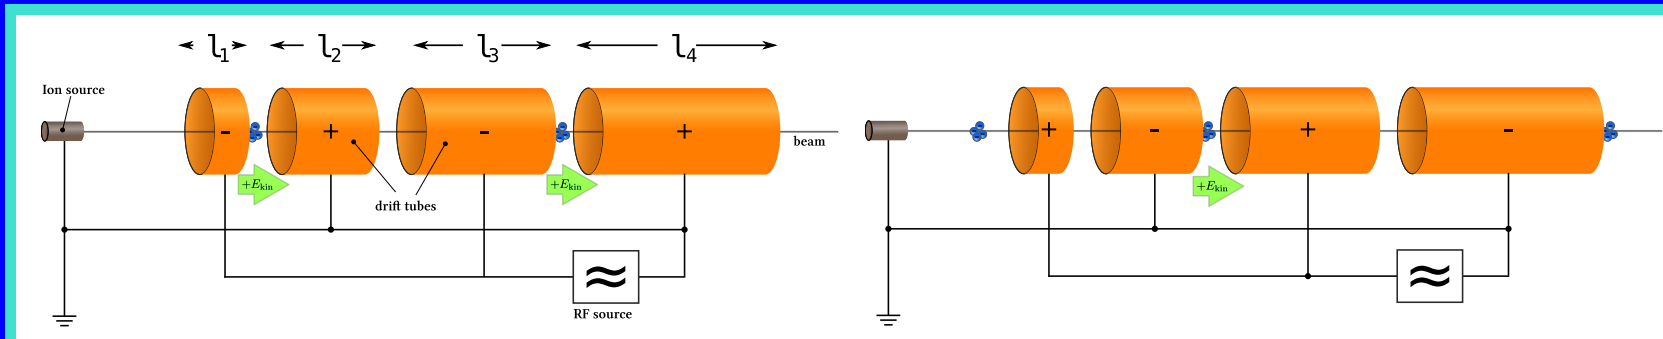 l1 l2 l3 l4
Ion source
- + - +
+ - + -
beam
+Ekin +Ekin +Ekin
drift tubes
≈ ≈
RF source